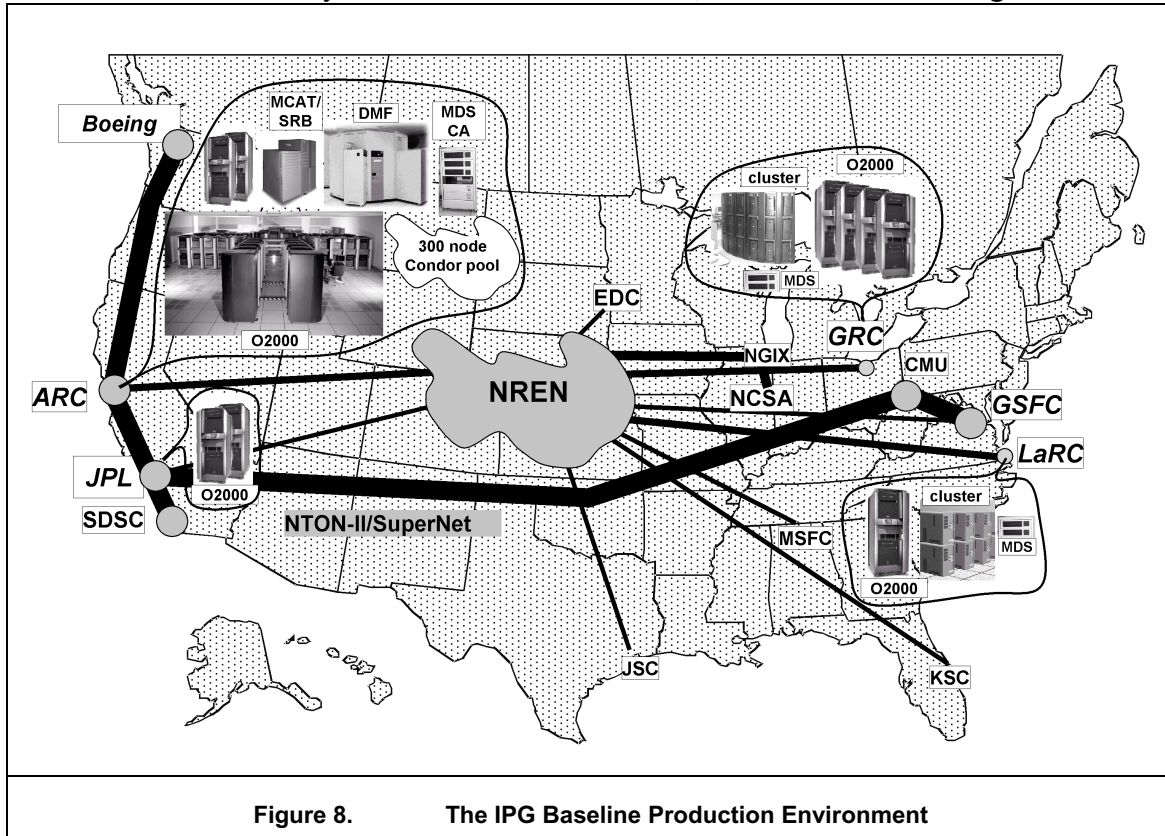 Boeing
MCAT/
SRB
DMF
MDS
CA
300 node
Condor pool
O2000
cluster
O2000
MDS
GRC
EDC
NGIX
CMU
NREN
NCSA
GSFC
ARC
LaRC
JPL
O2000
SDSC
NTON-II/SuperNet
MSFC
cluster
MDS
O2000
JSC
KSC
Figure 8. The IPG Baseline Production Environment